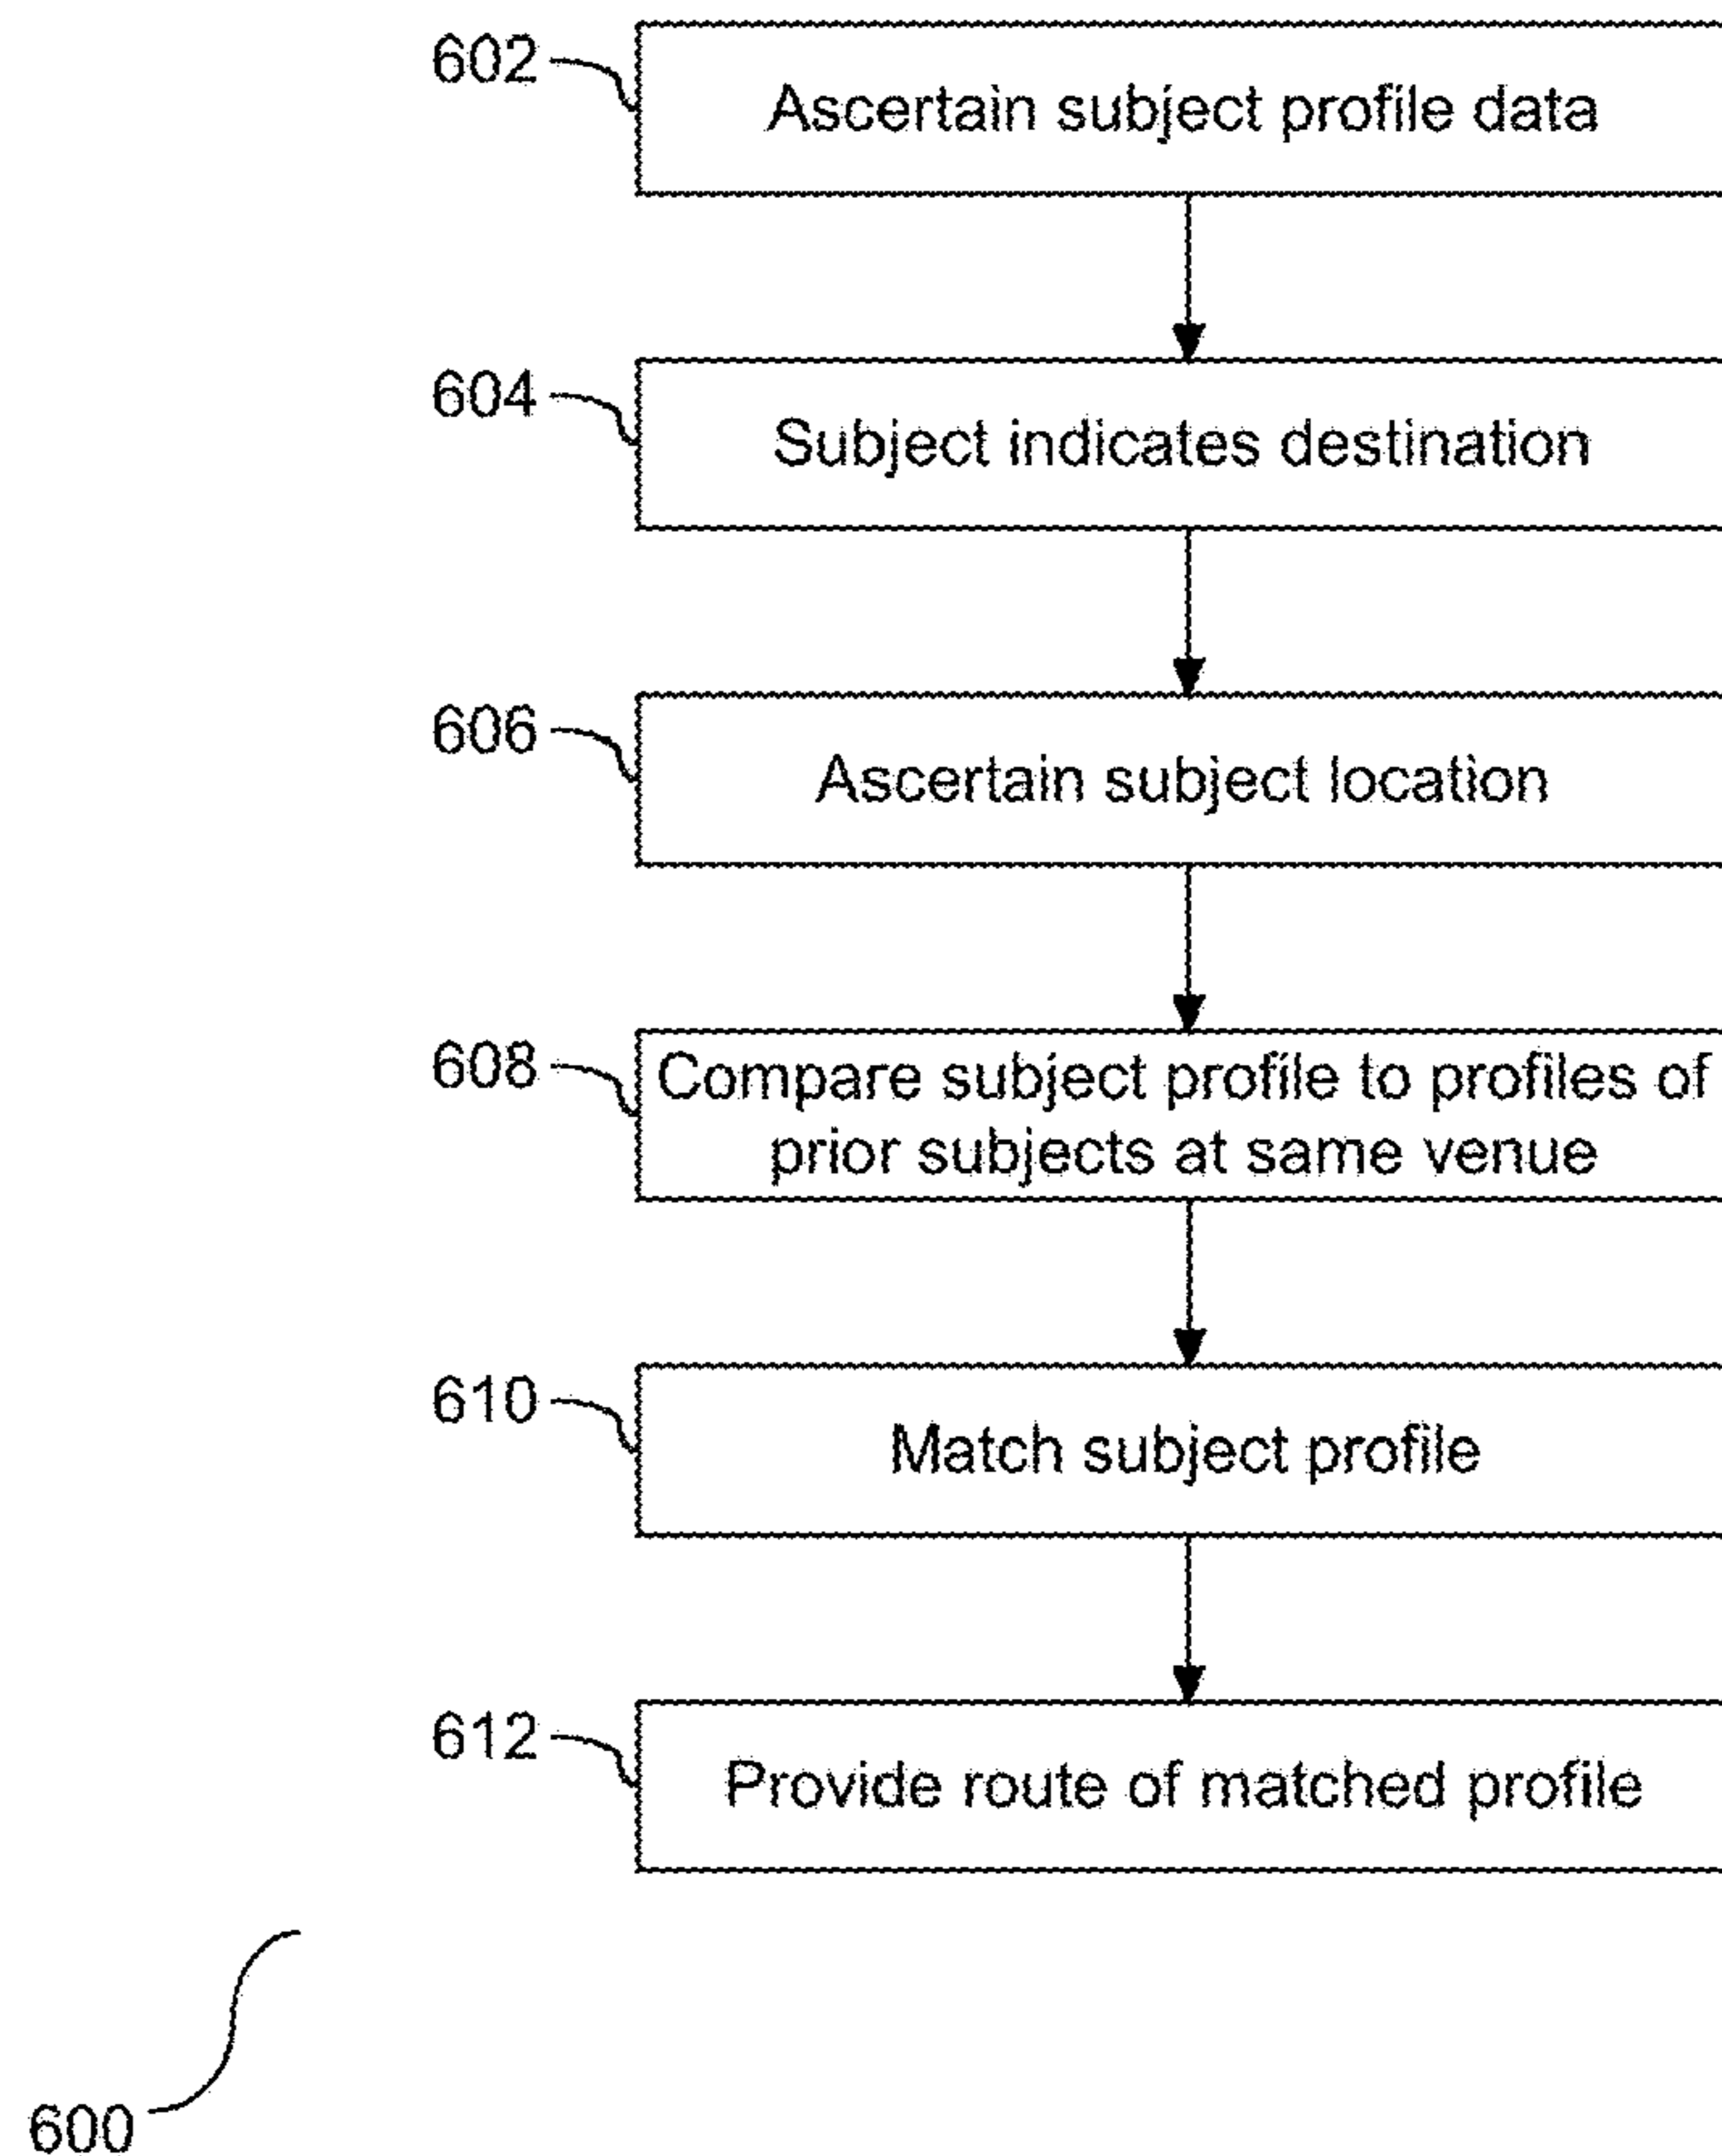 602
Ascertain subject profile data
604
Subject indicates destination
606
Ascertain subject location
608
Compare subject profile to profiles of
prior subjects at same venue
610
Match subject profile
612
Provide route of matched profile
600